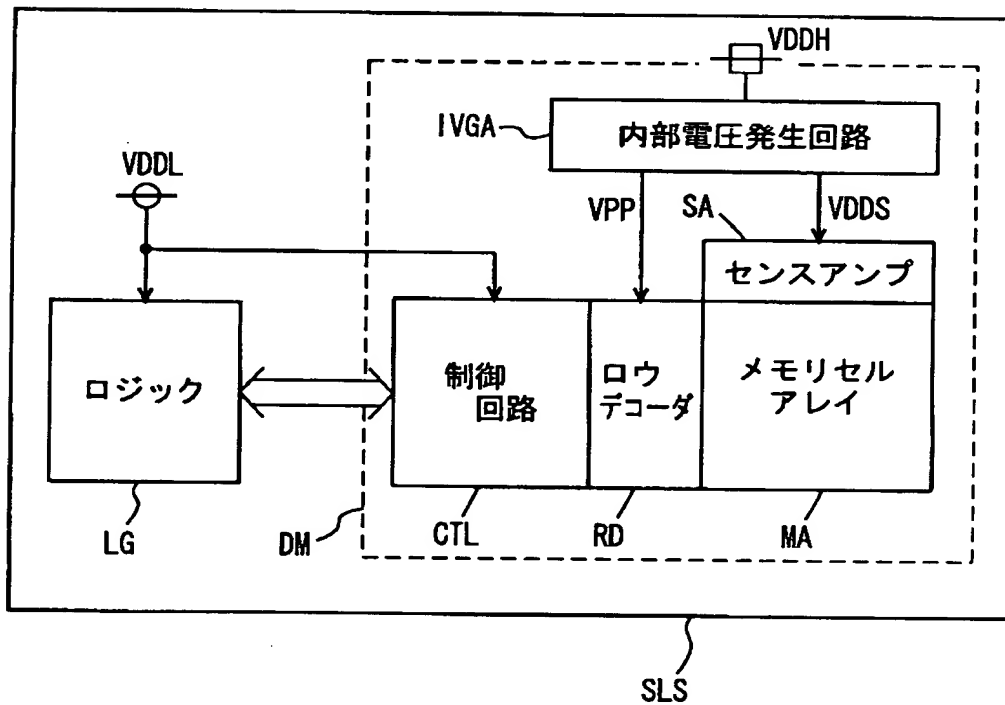 VDDH
IVGA
内部電圧発生回路
VDDL
VPP
SA
VDDS
センスアンプ
ロジック
制御
回路
ロウ
デコーダ
メモリセル
アレイ
LG
DM
CTL
RD
MA
SLS